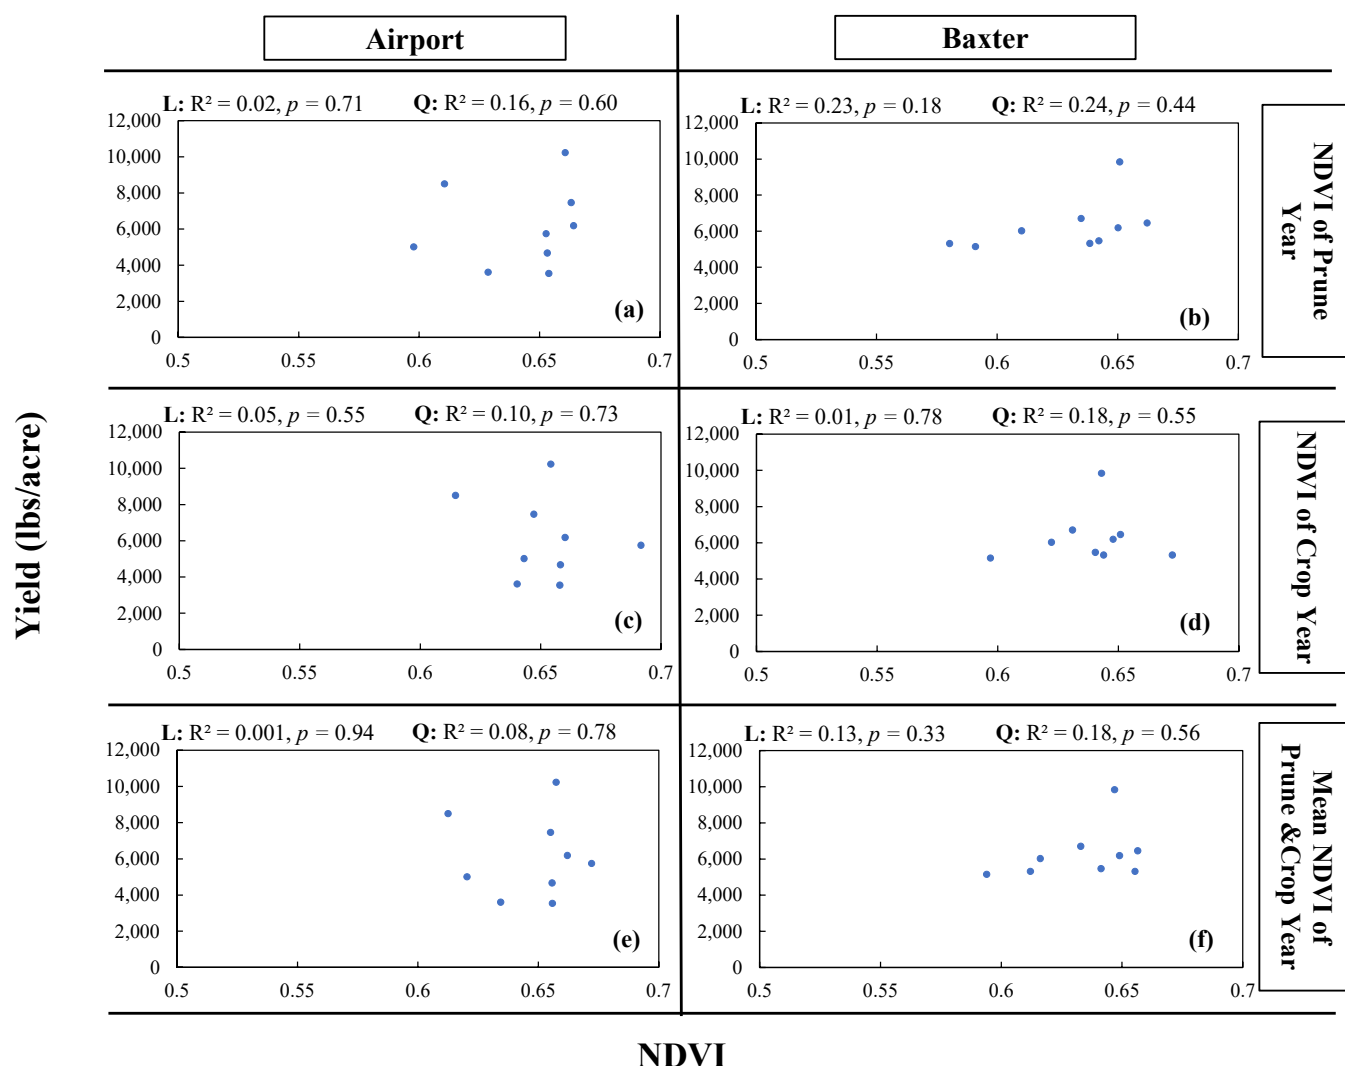 Airport
Baxter
L: R² = 0.02, p = 0.71
Q: R² = 0.16, p = 0.60
12,000
10,000
8,000
6,000
4,000
2,000
0
0.5
0.55
0.6
0.65
0.7
(a)
L: R² = 0.23, p = 0.18
Q: R² = 0.24, p = 0.44
12,000
10,000
8,000
6,000
4,000
2,000
0
0.5
0.55
0.6
0.65
0.7
(b)
NDVI of Prune
Year
L: R² = 0.05, p = 0.55
Q: R² = 0.10, p = 0.73
12,000
10,000
8,000
6,000
4,000
2,000
0
0.5
0.55
0.6
0.65
0.7
(c)
L: R² = 0.01, p = 0.78
Q: R² = 0.18, p = 0.55
12,000
10,000
8,000
6,000
4,000
2,000
0
0.5
0.55
0.6
0.65
0.7
(d)
NDVI of Crop Year
L: R² = 0.001, p = 0.94
Q: R² = 0.08, p = 0.78
12,000
10,000
8,000
6,000
4,000
2,000
0
0.5
0.55
0.6
0.65
0.7
(e)
L: R² = 0.13, p = 0.33
Q: R² = 0.18, p = 0.56
12,000
10,000
8,000
6,000
4,000
2,000
0
0.5
0.55
0.6
0.65
0.7
(f)
Mean NDVI of
Prune &Crop Year
Yield (lbs/acre)
NDVI